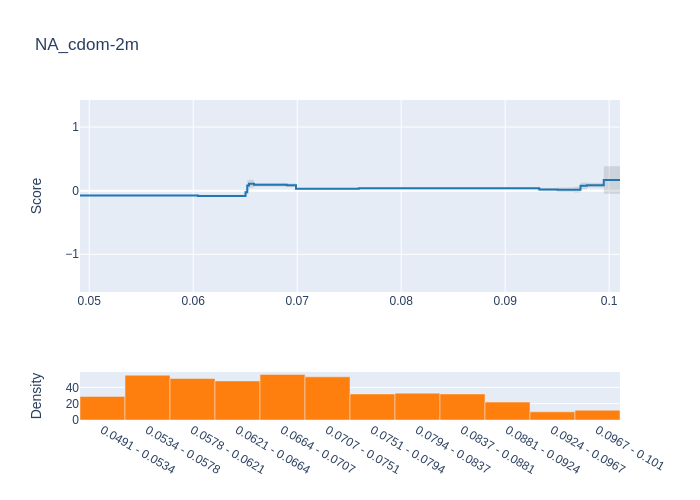 NA_cdom-2m
Score
1
0
−1
0.05 0.06 0.07 0.08 0.09 0.1
Density
40
20
0
0.0491 - 0.0534
0.0534 - 0.0578
0.0578 - 0.0621
0.0621 - 0.0664
0.0664 - 0.0707
0.0707 - 0.0751
0.0751 - 0.0794
0.0794 - 0.0837
0.0837 - 0.0881
0.0881 - 0.0924
0.0924 - 0.0967
0.0967 - 0.101